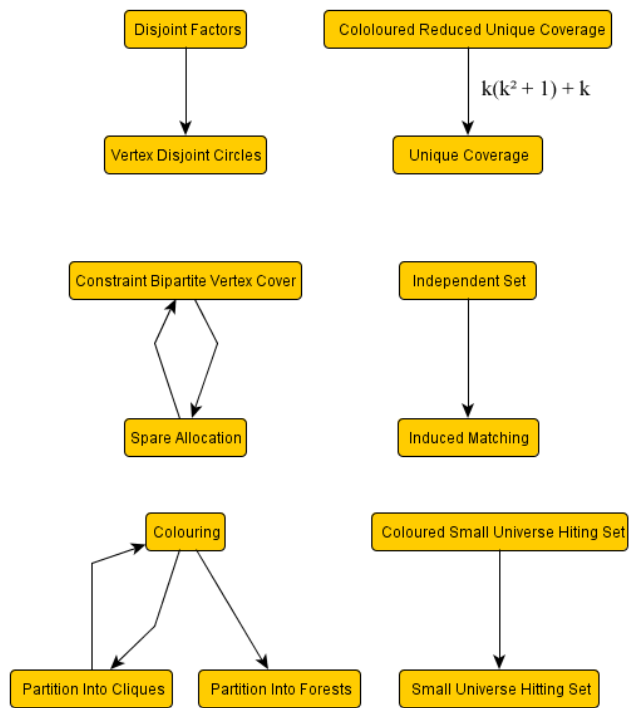 Disjoint Factors
Cololoured Reduced Unique Coverage
k(k² + 1) + k
Vertex Disjoint Circles
Unique Coverage
Constraint Bipartite Vertex Cover
Independent Set
Spare Allocation
Induced Matching
Colouring
Coloured Small Universe Hiting Set
Partition Into Cliques
Partition Into Forests
Small Universe Hitting Set